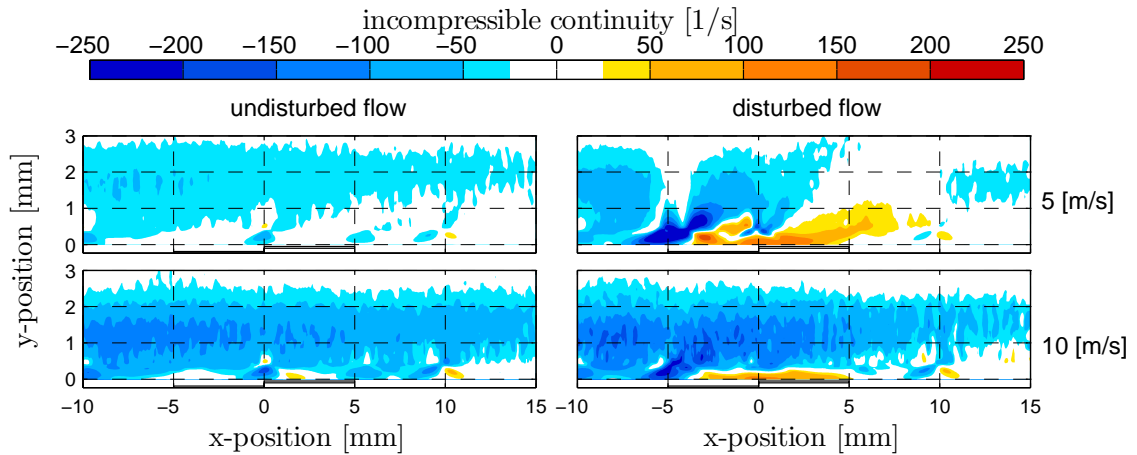 incompressible continuity [1/s]
−250 −200 −150 −100 −50 0 50 100 150 200 250
undisturbed flow disturbed flow
3
2
1
0
5 [m/s]
3
2
1
0
10 [m/s]
y-position [mm]
−10 −5 0 5 10 15 −10 −5 0 5 10 15
x-position [mm] x-position [mm]